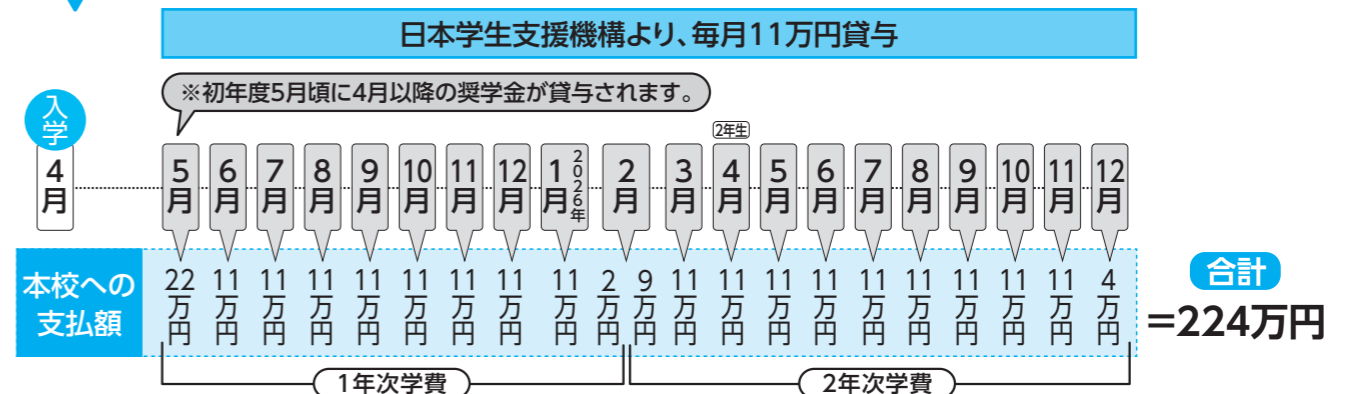 日本学生支援機構より、毎月11万円貸与
※初年度5月頃に4月以降の奨学金が貸与されます。
入学
4月
5月
6月
7月
8月
9月
10月
11月
12月
1月
2026年
2月
3月
2年生
4月
5月
6月
7月
8月
9月
10月
11月
12月
本校への
支払額
22万円
11万円
11万円
11万円
11万円
11万円
11万円
11万円
11万円
2万円
9万円
11万円
11万円
11万円
11万円
11万円
11万円
11万円
11万円
4万円
合計
=224万円
1年次学費
2年次学費